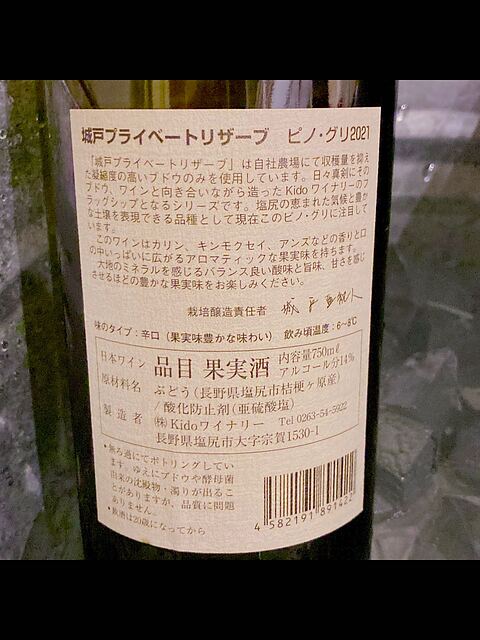 城戸プライベートリザーブ ピノ・グリ2021
「城戸プライベートリザーブ」は自社農場にて収穫量を抑え
た凝縮度の高いブドウのみを使用しています。日々真剣にその
ブドウ、ワインと向き合いながら造ったKidoワイナリーのフ
ラッグシップとなるシリーズです。塩尻の恵まれた気候と豊か
な土壌を表現できる品種として現在このピノ・グリに注目して
います。
このワインはカリン、キンモクセイ、アンズなどの香りと口
の中いっぱいに広がるアロマティックな果実味を持ちます。
大地のミネラルを感じるバランス良い酸味と旨味、甘さを感じ
させるほどの豊かな果実味をお楽しみください。
栽培醸造責任者
味のタイプ:辛口(果実味豊かな味わい) 飲み頃温度:6~8℃
日本ワイン 品目 果実酒 内容量750mℓ アルコール分14%
原材料名 ぶどう(長野県塩尻市桔梗ヶ原産)
/酸化防止剤(亜硫酸塩)
製造者 ㈱Kidoワイナリー Tel 0263-54-5922
長野県塩尻市大字宗賀1530-1
・無ろ過にてボトリングしてい
ます。ゆえにブドウや酵母菌
由来の沈殿物・濁りが出るこ
とがありますが、品質に問題
ありません。
・飲酒は20歳になってから
4 582191 891422